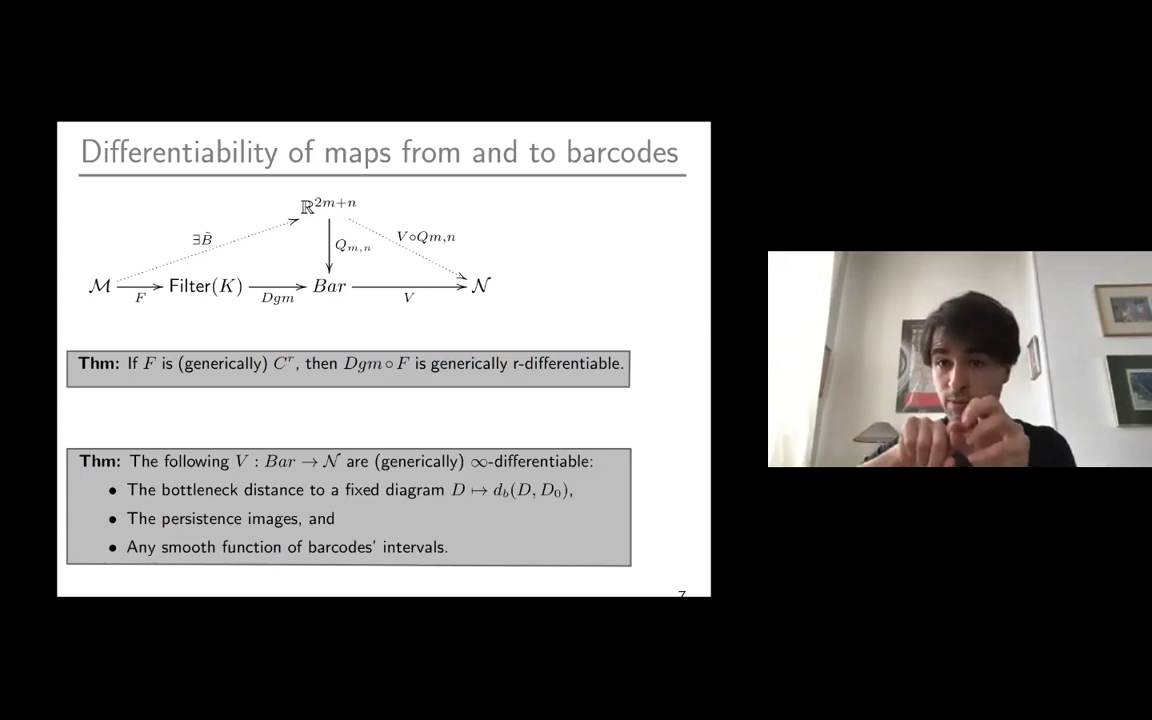 Differentiability of maps from and to barcodes
ℝ^{2m+n}
∃B̃
Q_{m,n}
V∘Qm,n
ℳ
F
Filter(K)
Dgm
Bar
V
𝒩
Thm: If F is (generically) C^r, then Dgm∘F is generically r-differentiable.
Thm: The following V : Bar → 𝒩 are (generically) ∞-differentiable:
• The bottleneck distance to a fixed diagram D ↦ d_b(D, D_0),
• The persistence images, and
• Any smooth function of barcodes' intervals.
7